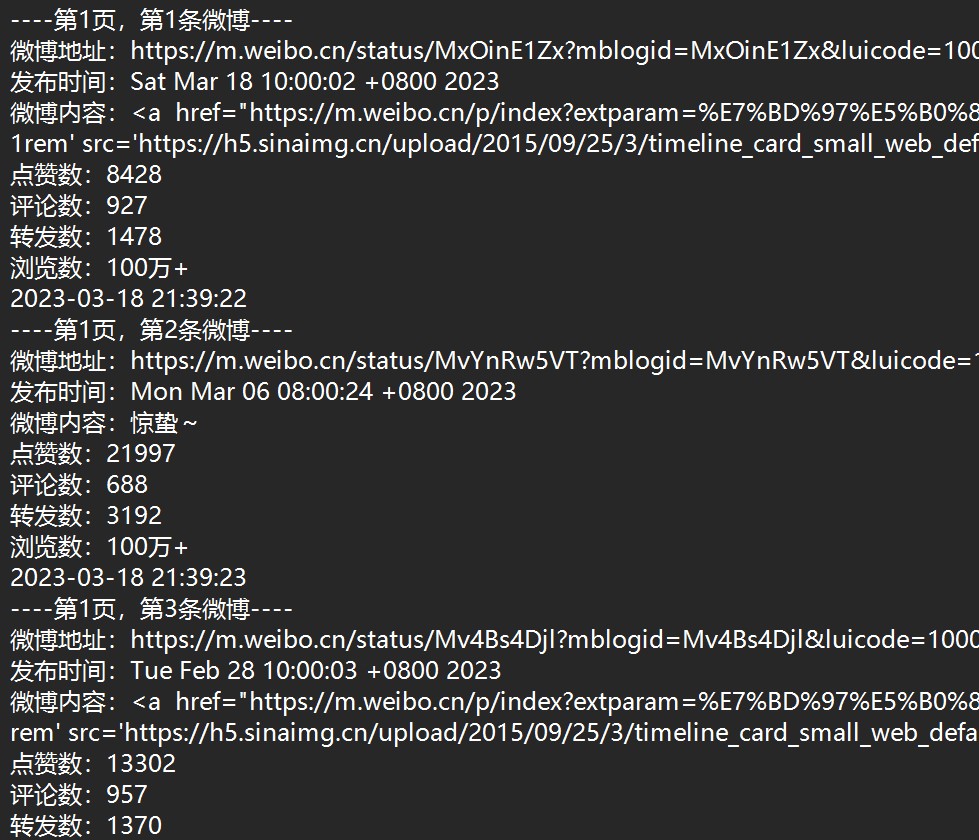 ----第1页，第1条微博----
微博地址：https://m.weibo.cn/status/MxOinE1Zx?mblogid=MxOinE1Zx&luicode=100
发布时间：Sat Mar 18 10:00:02 +0800 2023
微博内容：<a  href="https://m.weibo.cn/p/index?extparam=%E7%BD%97%E5%B0%8
1rem' src='https://h5.sinaimg.cn/upload/2015/09/25/3/timeline_card_small_web_def
点赞数：8428
评论数：927
转发数：1478
浏览数：100万+
2023-03-18 21:39:22
----第1页，第2条微博----
微博地址：https://m.weibo.cn/status/MvYnRw5VT?mblogid=MvYnRw5VT&luicode=1
发布时间：Mon Mar 06 08:00:24 +0800 2023
微博内容：惊蛰～
点赞数：21997
评论数：688
转发数：3192
浏览数：100万+
2023-03-18 21:39:23
----第1页，第3条微博----
微博地址：https://m.weibo.cn/status/Mv4Bs4Djl?mblogid=Mv4Bs4Djl&luicode=1000
发布时间：Tue Feb 28 10:00:03 +0800 2023
微博内容：<a  href="https://m.weibo.cn/p/index?extparam=%E7%BD%97%E5%B0%8
rem' src='https://h5.sinaimg.cn/upload/2015/09/25/3/timeline_card_small_web_defa
点赞数：13302
评论数：957
转发数：1370